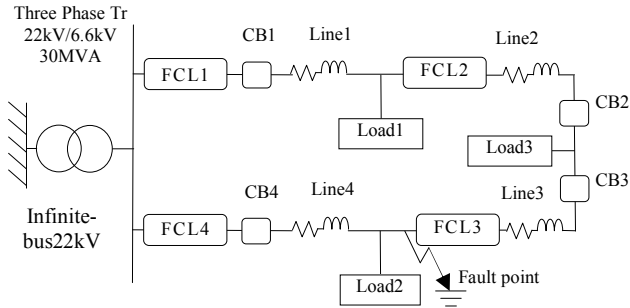 Three Phase Tr
22kV/6.6kV
30MVA
FCL1
CB1
Line1
FCL2
Line2
CB2
Load1
Load3
CB3
Infinite-
bus22kV
FCL4
CB4
Line4
FCL3
Line3
Load2
Fault point